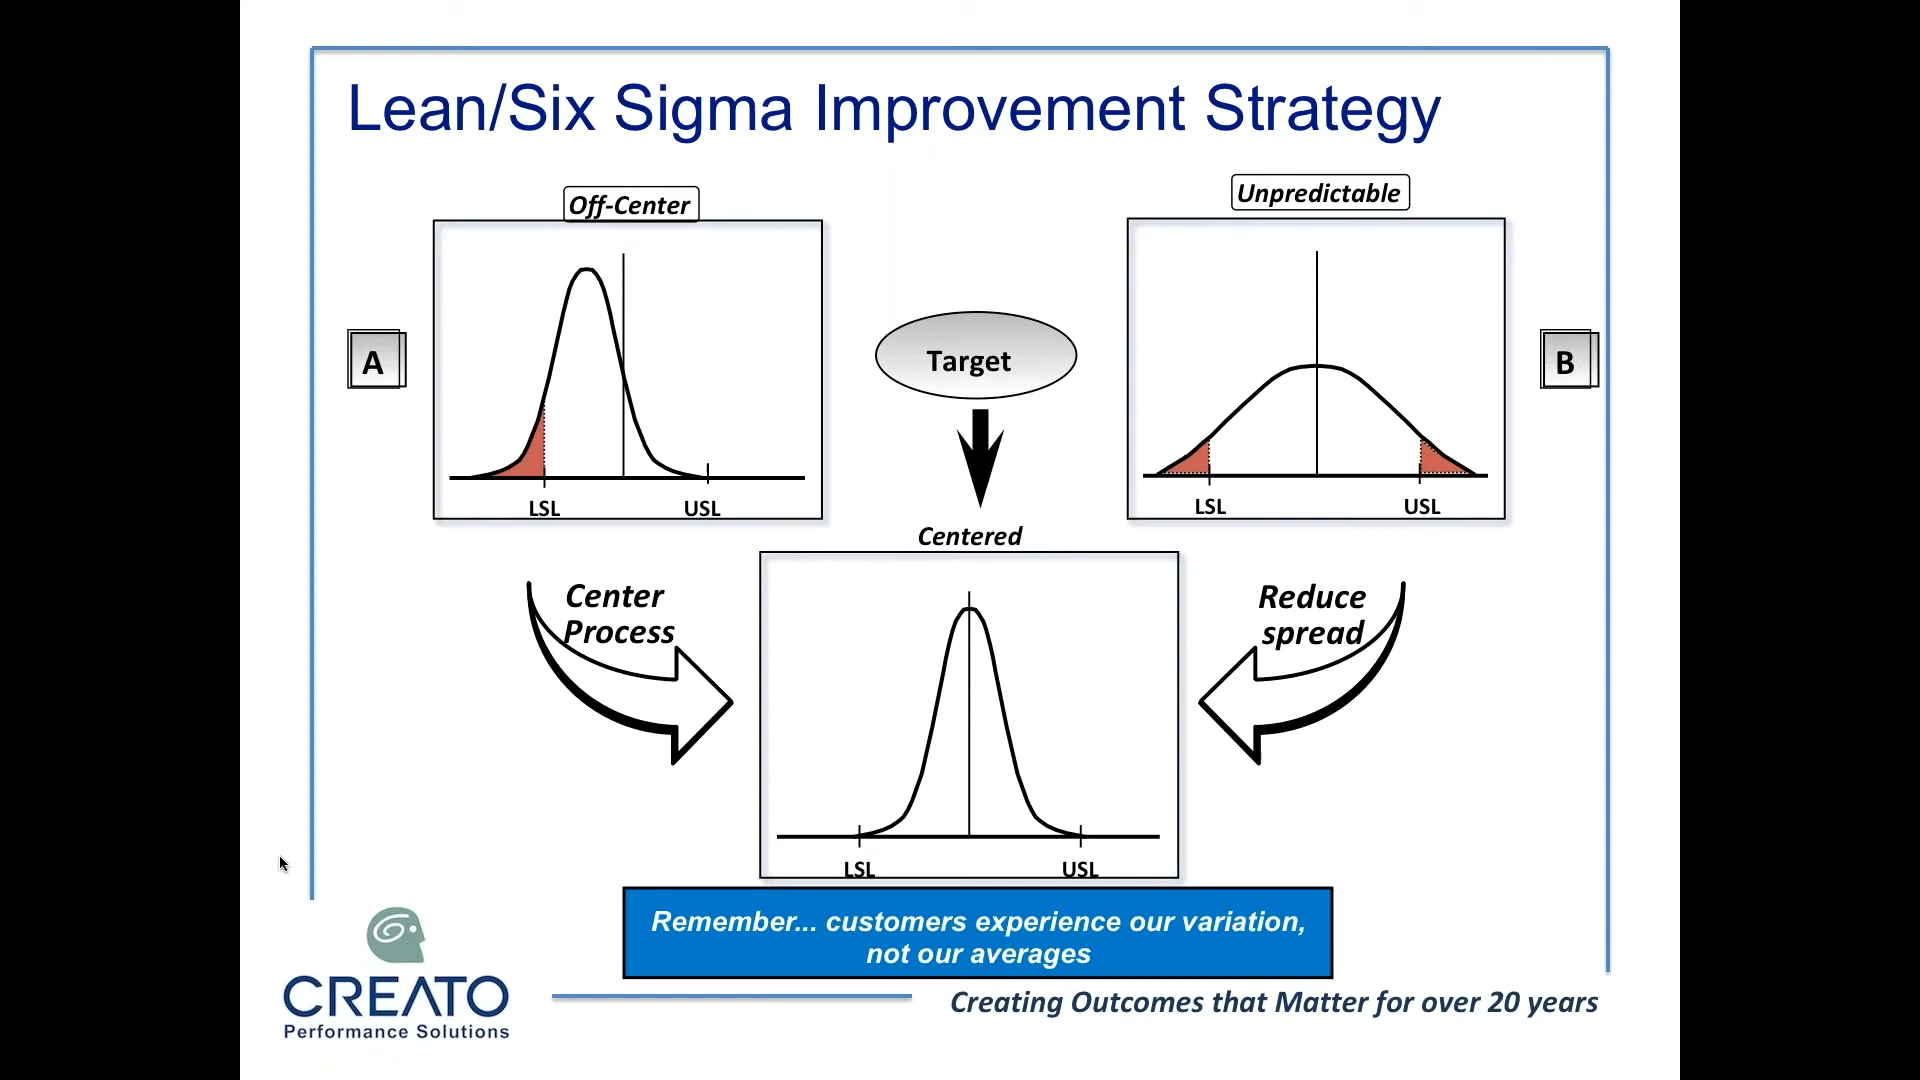 Lean/Six Sigma Improvement Strategy
Off-Center
Unpredictable
A
Target
B
LSL
USL
LSL
USL
Centered
Center
Process
Reduce
spread
LSL
USL
Remember... customers experience our variation,
not our averages
CREATO
Performance Solutions
Creating Outcomes that Matter for over 20 years